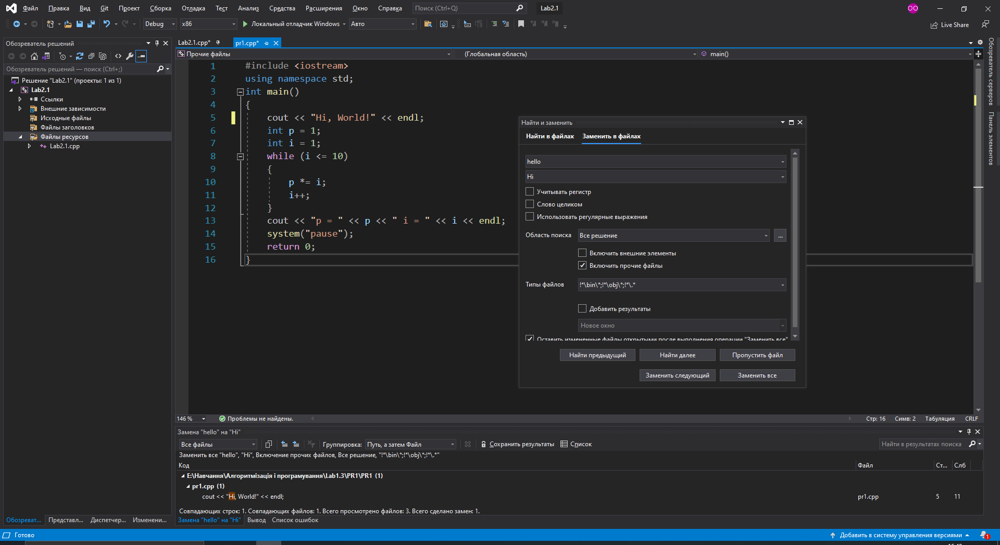 Файл Правка Вид Git Проект Сборка Отладка Тест Анализ Средства Расширения Окно Справка Поиск (Ctrl+Q) Lab2.1 OO
Debug x86 Локальный отладчик Windows Авто Live Share
Обозреватель решений
Обозреватель решений — поиск (Ctrl+;)
Решение "Lab2.1" (проекты: 1 из 1)
Lab2.1
Ссылки
Внешние зависимости
Исходные файлы
Файлы заголовков
Файлы ресурсов
Lab2.1.cpp
Lab2.1.cpp* pr1.cpp*
Прочие файлы (Глобальная область) main()
1 #include <iostream>
2 using namespace std;
3 int main()
4 {
5 cout << "Hi, World!" << endl;
6 int p = 1;
7 int i = 1;
8 while (i <= 10)
9 {
10 p *= i;
11 i++;
12 }
13 cout << "p = " << p << " i = " << i << endl;
14 system("pause");
15 return 0;
16 }
Найти и заменить
Найти в файлах Заменить в файлах
hello
Hi
Учитывать регистр
Слово целиком
Использовать регулярные выражения
Область поиска Все решение ...
Включить внешние элементы
Включить прочие файлы
Типы файлов !*\bin\*;!*\obj\*;!*\.*
Добавить результаты
Новое окно
Оставить измененные файлы открытыми после выполнения операции "Заменить все"
Найти предыдущий Найти далее Пропустить файл
Заменить следующий Заменить все
Обозреватель серверов
Панель элементов
146 % Проблемы не найдены. Стр: 16 Симв: 2 Табуляция CRLF
Замена "hello" на "Hi"
Все файлы Группировка: Путь, а затем Файл Сохранить результаты Список Найти в результатах поиска
Заменить все "hello", "Hi", Включение прочих файлов, Все решение, "!*\bin\*;!*\obj\*;!*\.*"
Код Файл Ст... Слб
E:\Навчання\Алгоритмізація і програмування\Lab1.3\PR1\PR1 (1)
pr1.cpp (1)
cout << "Hi, World!" << endl; pr1.cpp 5 11
Совпадающих строк: 1. Совпадающих файлов: 1. Всего просмотрено файлов: 3. Всего сделано замен: 1.
Обозреват... Представл... Диспетчер... Изменени... Замена "hello" на "Hi" Вывод Список ошибок
Готово Добавить в систему управления версиями 1